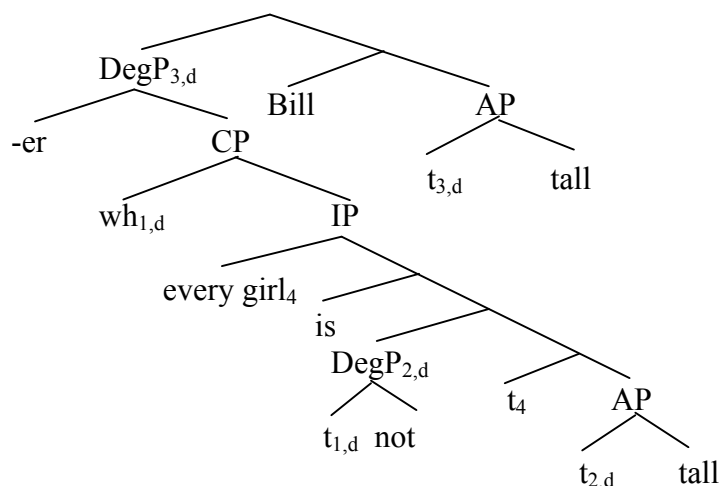 DegP3,d
Bill
AP
-er
CP
t3,d
tall
wh1,d
IP
every girl4
is
DegP2,d
t4
AP
t1,d not
t2,d
tall